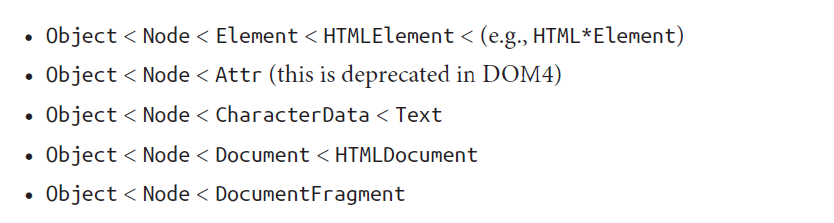 • Object < Node < Element < HTMLElement < (e.g., HTML*Element)
• Object < Node < Attr (this is deprecated in DOM4)
• Object < Node < CharacterData < Text
• Object < Node < Document < HTMLDocument
• Object < Node < DocumentFragment